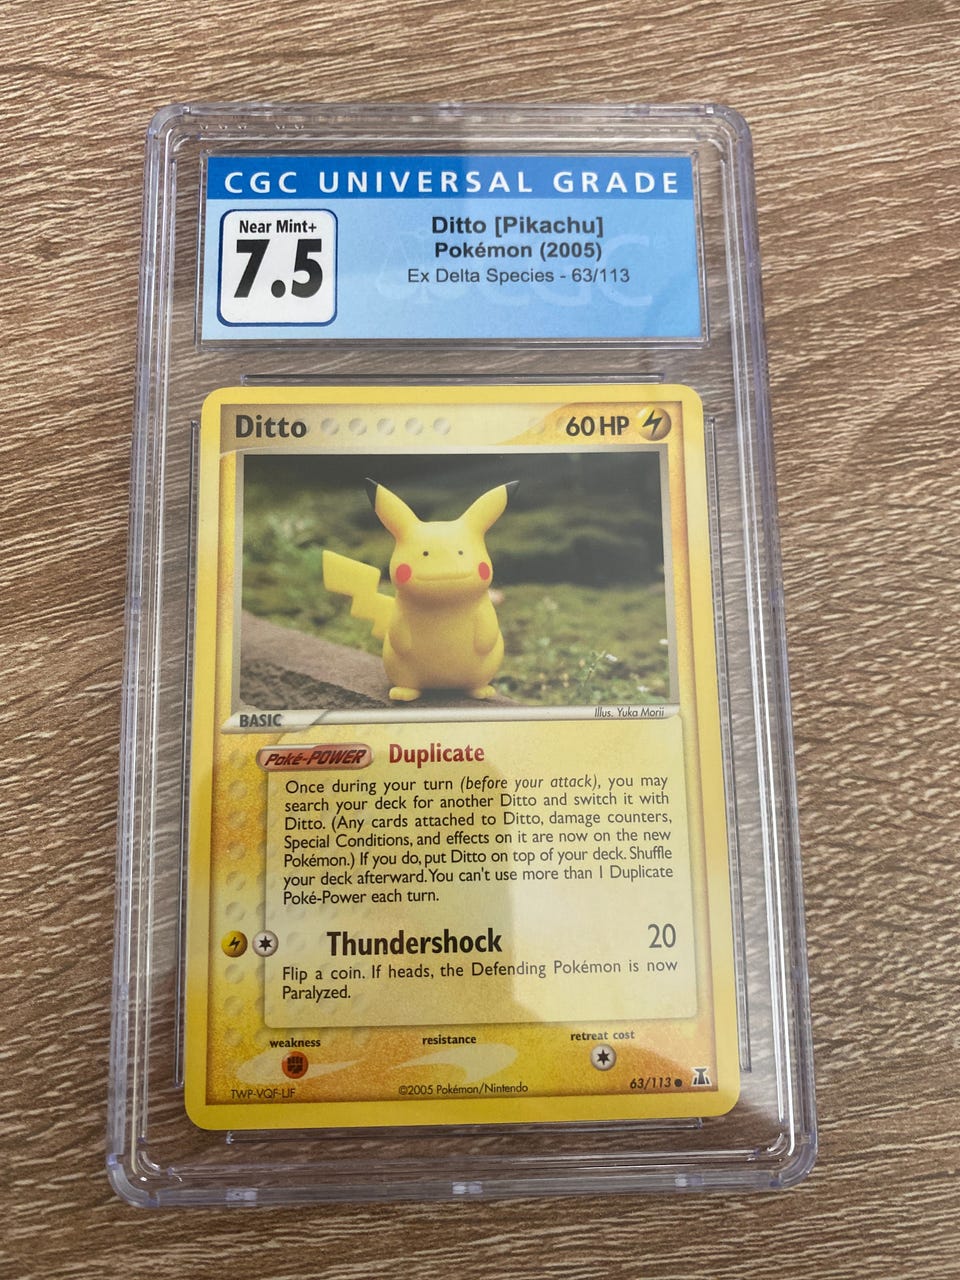 CGC UNIVERSAL GRADE
Near Mint+
7.5
Ditto [Pikachu]
Pokémon (2005)
Ex Delta Species - 63/113
CGC
Ditto
60 HP
BASIC
Illus. Yuka Morii
Poké-POWER Duplicate
Once during your turn (before your attack), you may
search your deck for another Ditto and switch it with
Ditto. (Any cards attached to Ditto, damage counters,
Special Conditions, and effects on it are now on the new
Pokémon.) If you do, put Ditto on top of your deck. Shuffle
your deck afterward. You can't use more than 1 Duplicate
Poké-Power each turn.
Thundershock 20
Flip a coin. If heads, the Defending Pokémon is now
Paralyzed.
weakness
resistance
retreat cost
TWP-VQF-LJF
©2005 Pokémon/Nintendo
63/113